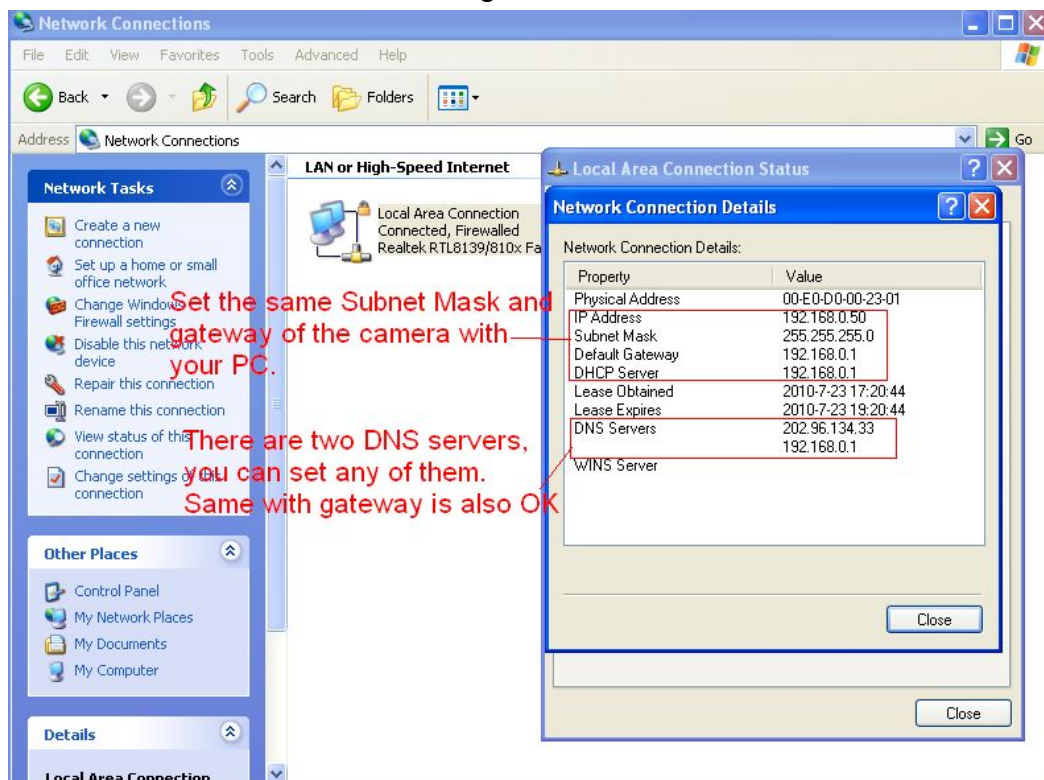 Network Connections
File Edit View Favorites Tools Advanced Help
Back Search Folders
Address Network Connections Go
Network Tasks
Create a new
connection
Set up a home or small
office network
Change Windows
Firewall settings
Disable this network
device
Repair this connection
Rename this connection
View status of this
connection
Change settings of this
connection
Other Places
Control Panel
My Network Places
My Documents
My Computer
Details
Local Area Connection
LAN or High-Speed Internet
Local Area Connection
Connected, Firewalled
Realtek RTL8139/810x Fa
Set the same Subnet Mask and
gateway of the camera with
your PC.
There are two DNS servers,
you can set any of them.
Same with gateway is also OK
Local Area Connection Status
Network Connection Details
Network Connection Details:
Property Value
Physical Address 00-E0-D0-00-23-01
IP Address 192.168.0.50
Subnet Mask 255.255.255.0
Default Gateway 192.168.0.1
DHCP Server 192.168.0.1
Lease Obtained 2010-7-23 17:20:44
Lease Expires 2010-7-23 19:20:44
DNS Servers 202.96.134.33
192.168.0.1
WINS Server
Close
Close